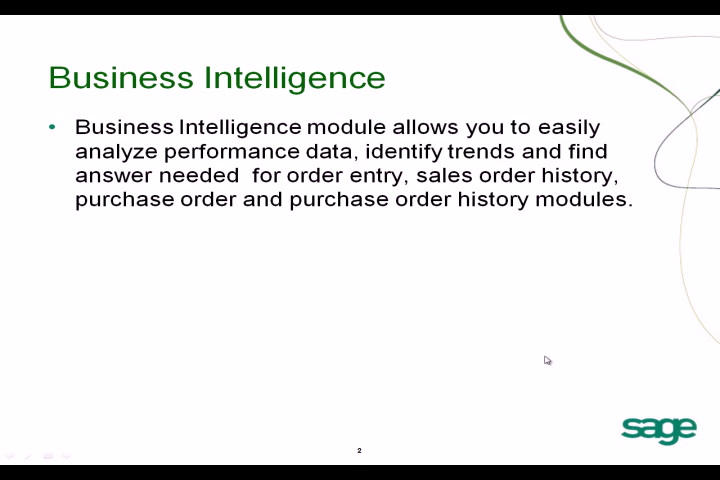 Business Intelligence
• Business Intelligence module allows you to easily
analyze performance data, identify trends and find
answer needed  for order entry, sales order history,
purchase order and purchase order history modules.
sage
2